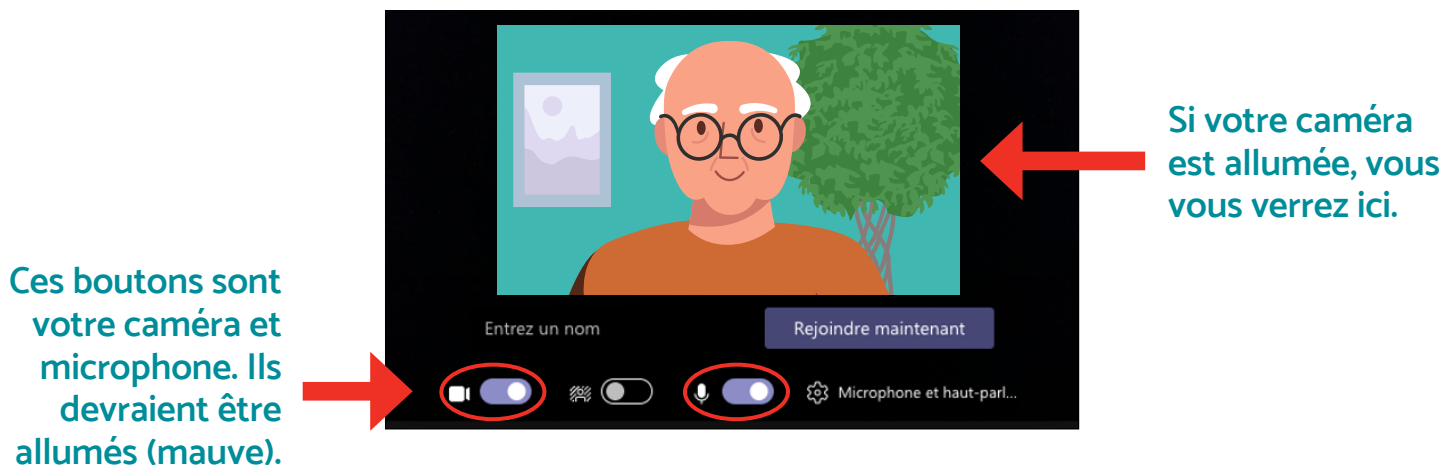 Si votre caméra
est allumée, vous
vous verrez ici.
Ces boutons sont
votre caméra et
microphone. Ils
devraient être
allumés (mauve).
Entrez un nom
Rejoindre maintenant
Microphone et haut-parl...